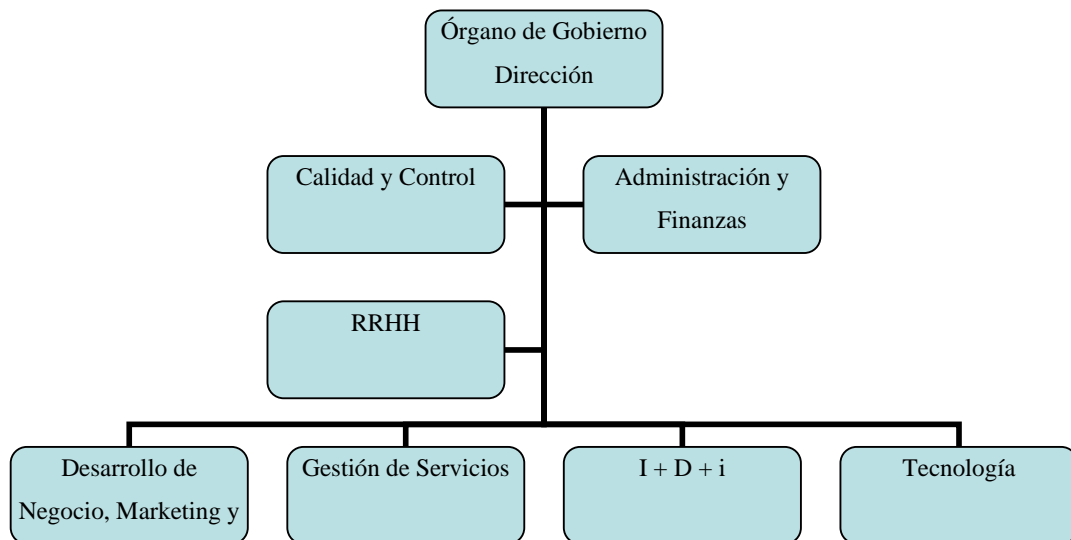 Órgano de Gobierno
Dirección
Calidad y Control
Administración y
Finanzas
RRHH
Desarrollo de
Negocio, Marketing y
Gestión de Servicios
I + D + i
Tecnología